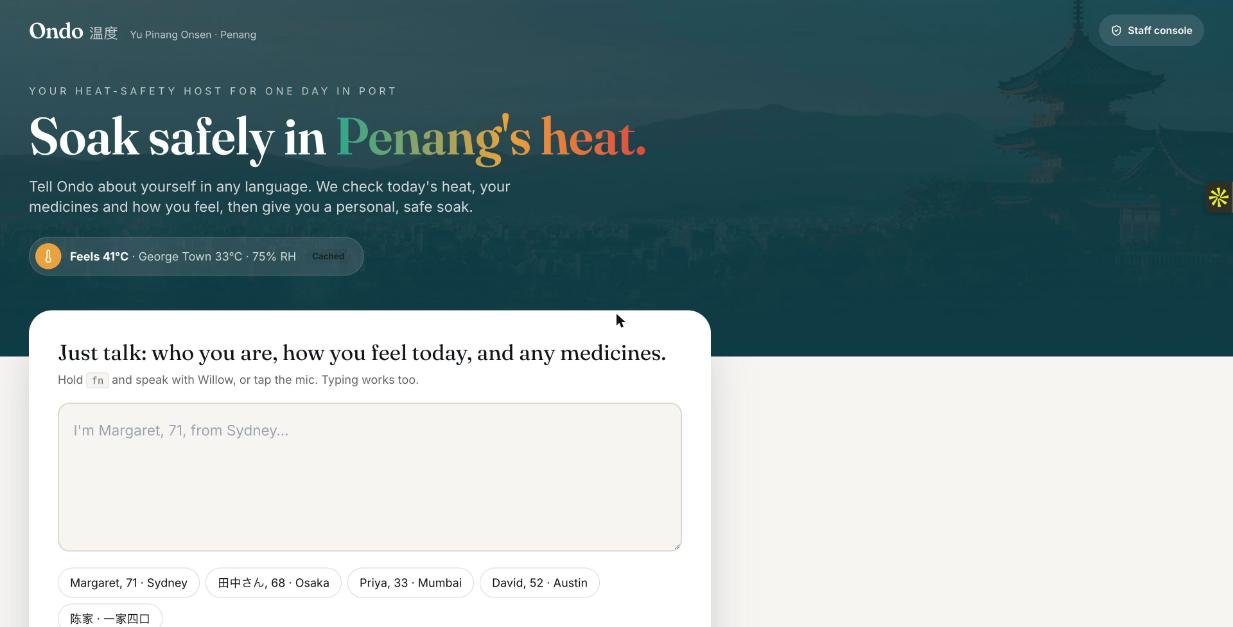 Ondo 温度 Yu Pinang Onsen · Penang
Staff console
YOUR HEAT-SAFETY HOST FOR ONE DAY IN PORT
Soak safely in Penang's heat.
Tell Ondo about yourself in any language. We check today's heat, your
medicines and how you feel, then give you a personal, safe soak.
Feels 41°C · George Town 33°C · 75% RH Cached
Just talk: who you are, how you feel today, and any medicines.
Hold fn and speak with Willow, or tap the mic. Typing works too.
I'm Margaret, 71, from Sydney...
Margaret, 71 · Sydney
田中さん, 68 · Osaka
Priya, 33 · Mumbai
David, 52 · Austin
陈家 · 一家四口